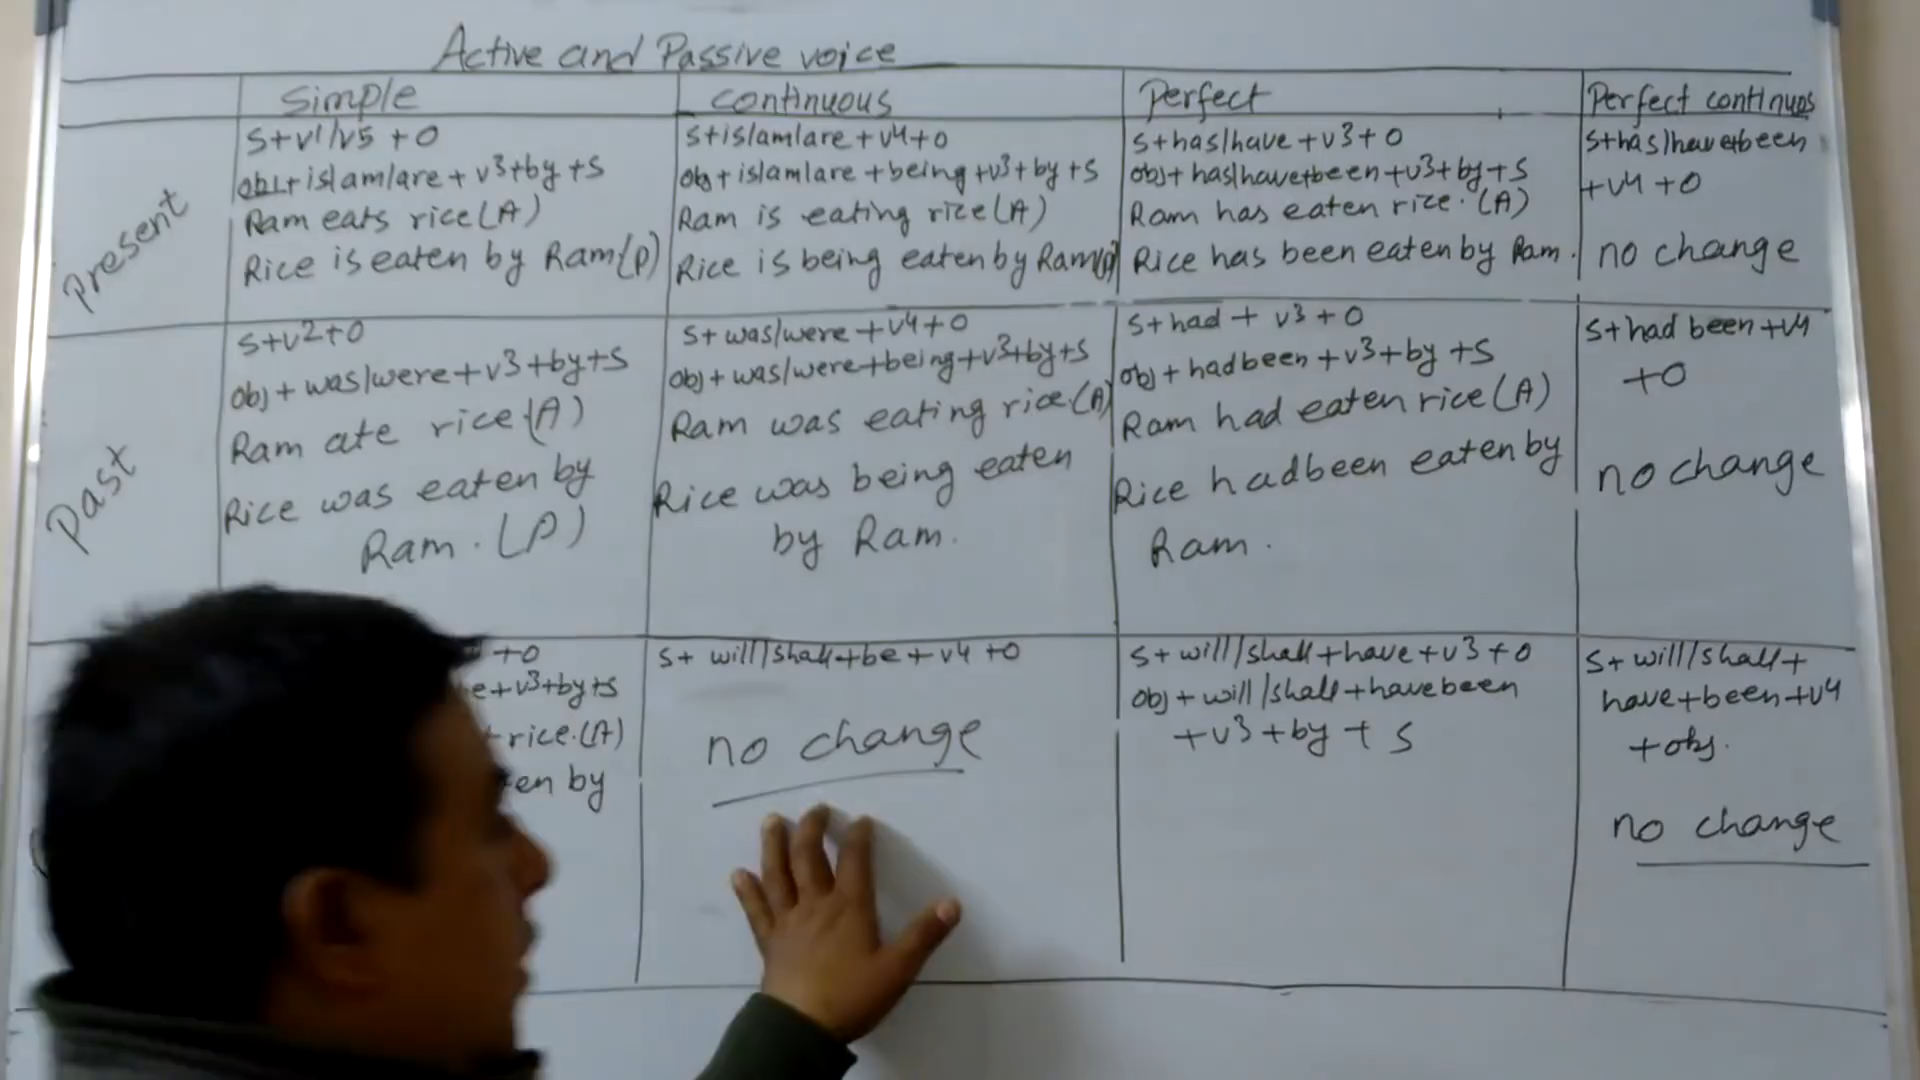 Active and Passive voice
Simple
continuous
Perfect
Perfect continuos
Present
S+v1/v5 +O
obj+is/am/are+v3+by+S
Ram eats rice(A)
Rice is eaten by Ram(P)
S+is/am/are+v4+O
obj+is/am/are+being+v3+by+S
Ram is eating rice(A)
Rice is being eaten by Ram(P)
S+has/have+v3+O
obj+has/have+been+v3+by+S
Ram has eaten rice.(A)
Rice has been eaten by Ram.
S+has/have+been
+v4+O
no change
Past
S+v2+O
obj+was/were+v3+by+S
Ram ate rice.(A)
Rice was eaten by
Ram.(P)
S+was/were+v4+O
obj+was/were+being+v3+by+S
Ram was eating rice.(A)
Rice was being eaten
by Ram.
S+had+v3+O
obj+had been+v3+by+S
Ram had eaten rice(A)
Rice had been eaten by
Ram.
S+had been+v4
+O
no change
+O
e+v3+by+S
rice.(A)
en by
S+will/shall+be+v4+O
no change
S+will/shall+have+v3+O
obj+will/shall+have been
+v3+by+S
S+will/shall+
have+been+v4
+obj.
no change